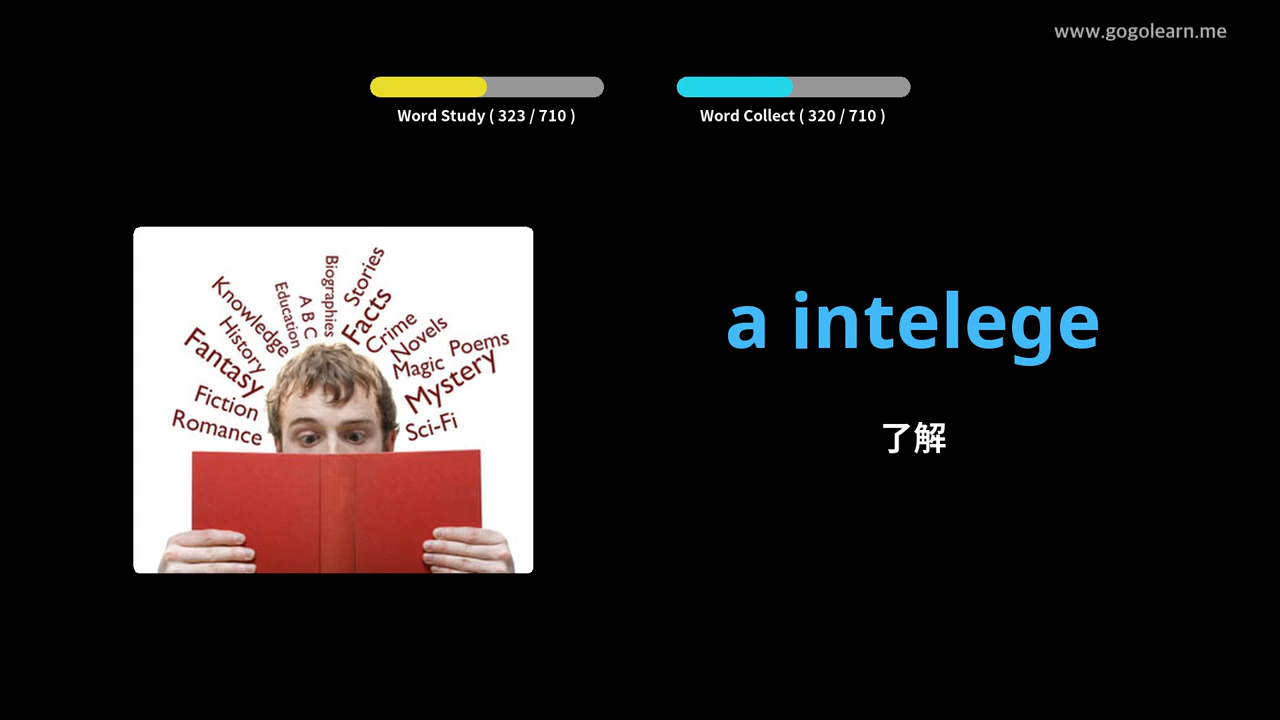 www.gogolearn.me
Word Study ( 323 / 710 )
Word Collect ( 320 / 710 )
Biographies
Stories
Education
A B C
Facts
Knowledge
Crime
History
Novels
Fantasy
Magic
Poems
Mystery
Fiction
Romance
Sci-Fi
a intelege
了解